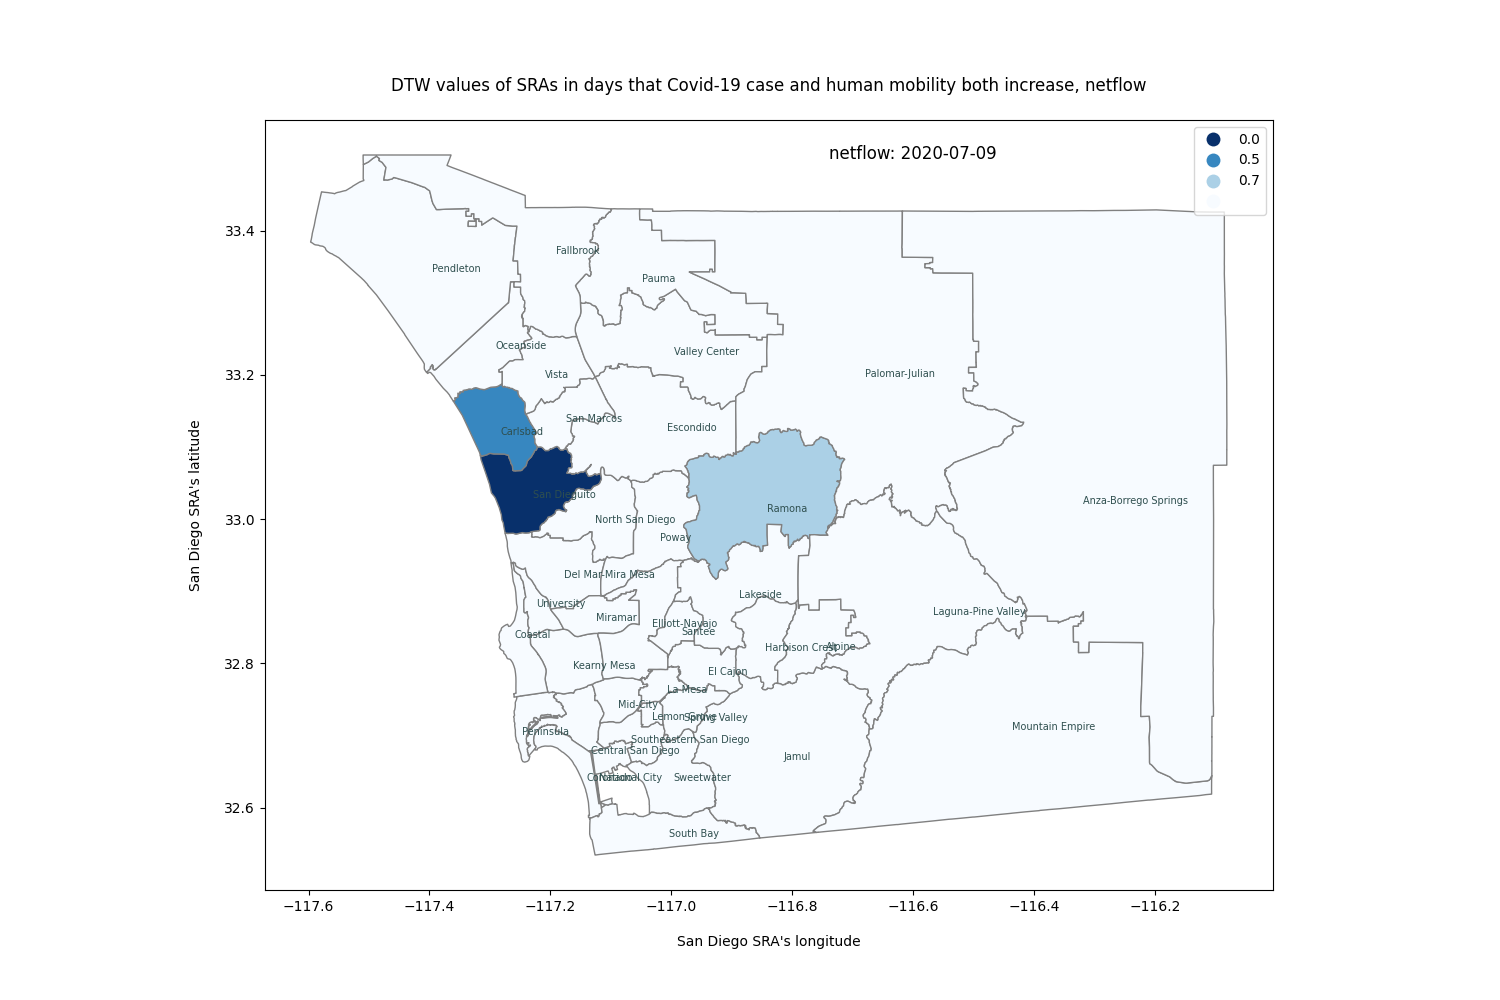 DTW values of SRAs in days that Covid-19 case and human mobility both increase, netflow
netflow: 2020-07-09
0.0
0.5
0.7
33.4
33.2
33.0
32.8
32.6
San Diego SRA's latitude
Fallbrook
Pendleton
Pauma
Oceanside
Valley Center
Vista
Palomar-Julian
San Marcos
Escondido
Carlsbad
San Dieguito
Anza-Borrego Springs
Ramona
North San Diego
Poway
Del Mar-Mira Mesa
Lakeside
University
Laguna-Pine Valley
Miramar
Elliott-Navajo
Santee
Coastal
Harbison Crest
Alpine
Kearny Mesa
El Cajon
La Mesa
Mid-City
Lemon Grove
Spring Valley
Mountain Empire
Peninsula
Southeastern San Diego
Central San Diego
Jamul
Coronado
National City
Sweetwater
South Bay
−117.6 −117.4 −117.2 −117.0 −116.8 −116.6 −116.4 −116.2
San Diego SRA's longitude